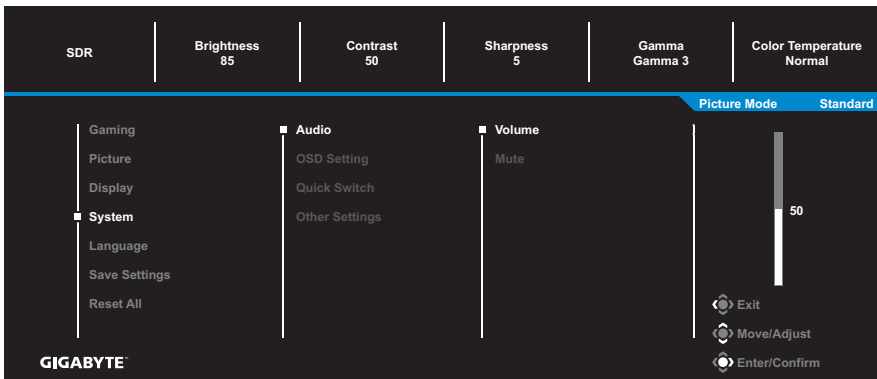 SDR
Brightness
85
Contrast
50
Sharpness
5
Gamma
Gamma 3
Color Temperature
Normal
Picture Mode Standard
Gaming
Picture
Display
System
Language
Save Settings
Reset All
Audio
OSD Setting
Quick Switch
Other Settings
Volume
Mute
50
Exit
Move/Adjust
Enter/Confirm
GIGABYTE™